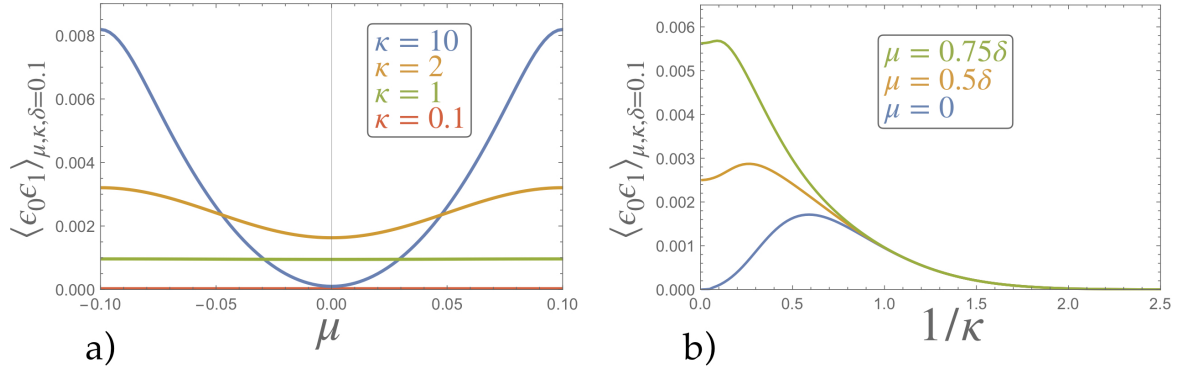 ⟨ϵ₀ϵ₁⟩μ,κ,δ=0.1
0.008
0.006
0.004
0.002
0.000
κ = 10
κ = 2
κ = 1
κ = 0.1
−0.10 −0.05 0.00 0.05 0.10
a) μ
⟨ϵ₀ϵ₁⟩μ,κ,δ=0.1
0.006
0.005
0.004
0.003
0.002
0.001
0.000
μ = 0.75δ
μ = 0.5δ
μ = 0
0.0 0.5 1.0 1.5 2.0 2.5
b) 1/κ